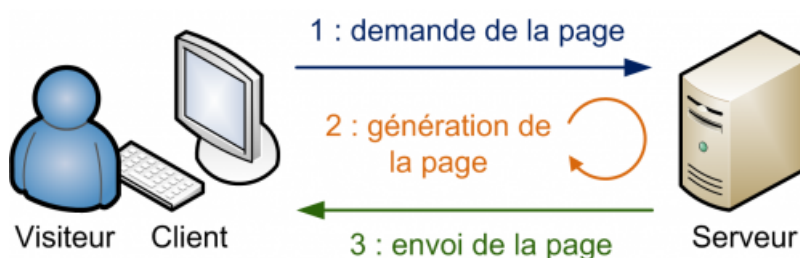 1 : demande de la page
2 : génération de
la page
3 : envoi de la page
Visiteur
Client
Serveur